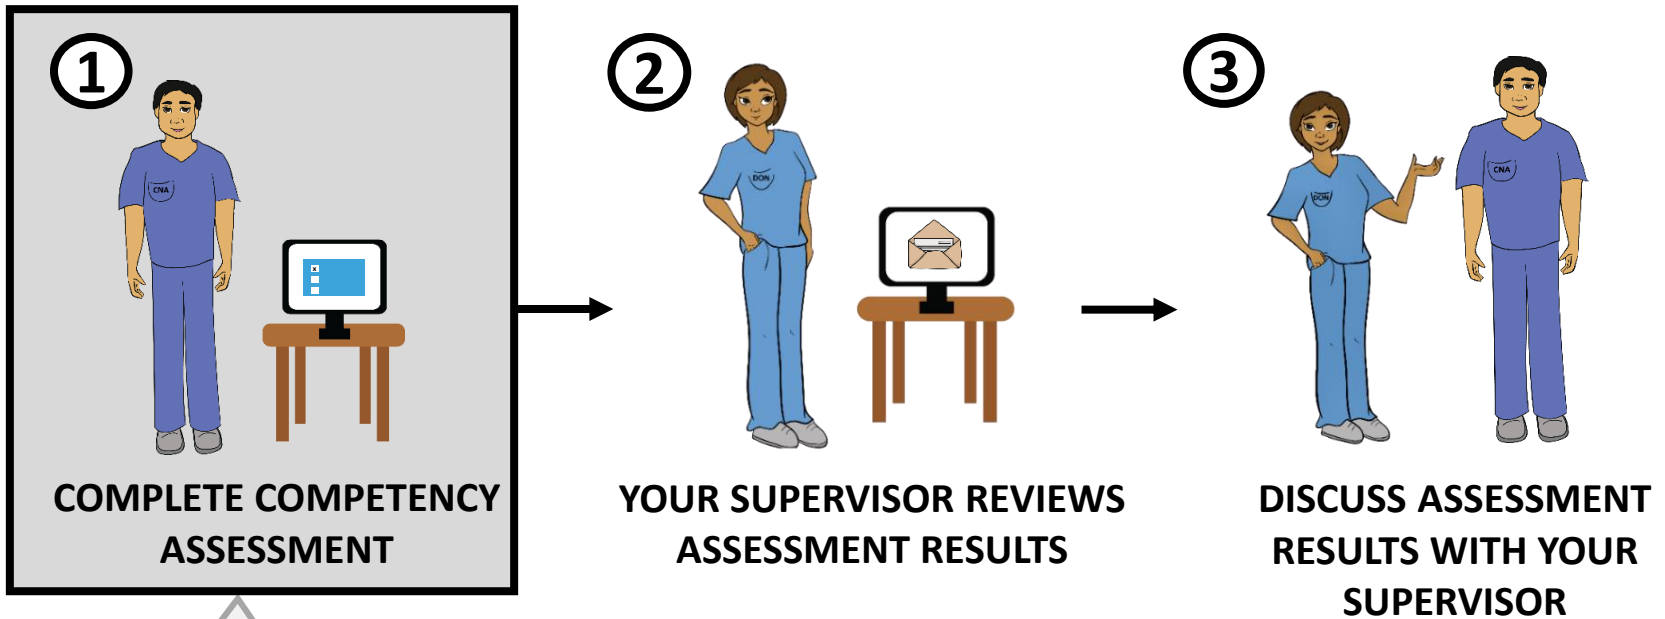 1
CNA
x
COMPLETE COMPETENCY
ASSESSMENT
2
DON
YOUR SUPERVISOR REVIEWS
ASSESSMENT RESULTS
3
DON
CNA
DISCUSS ASSESSMENT
RESULTS WITH YOUR
SUPERVISOR